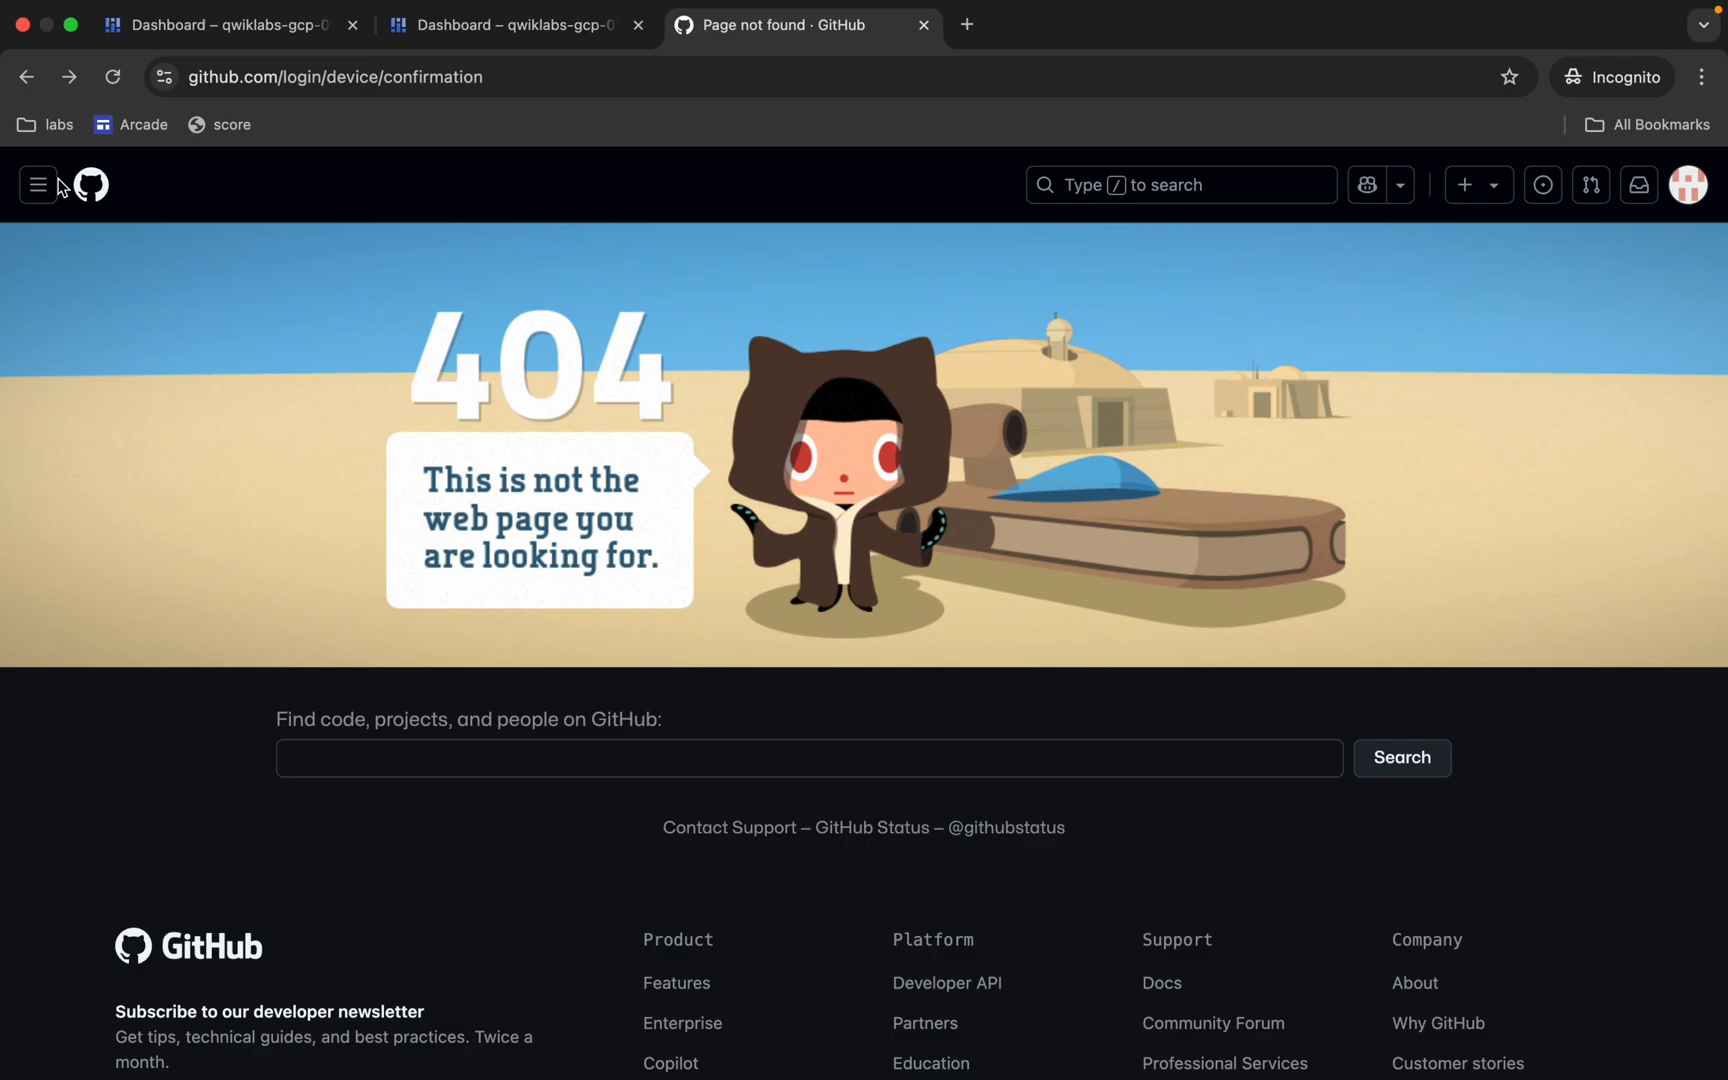 Dashboard – qwiklabs-gcp-0
Dashboard – qwiklabs-gcp-0
Page not found · GitHub
github.com/login/device/confirmation
Incognito
labs
Arcade
score
All Bookmarks
Type / to search
404
This is not the
web page you
are looking for.
Find code, projects, and people on GitHub:
Search
Contact Support – GitHub Status – @githubstatus
GitHub
Subscribe to our developer newsletter
Get tips, technical guides, and best practices. Twice a
month.
Product
Features
Enterprise
Copilot
Platform
Developer API
Partners
Education
Support
Docs
Community Forum
Professional Services
Company
About
Why GitHub
Customer stories